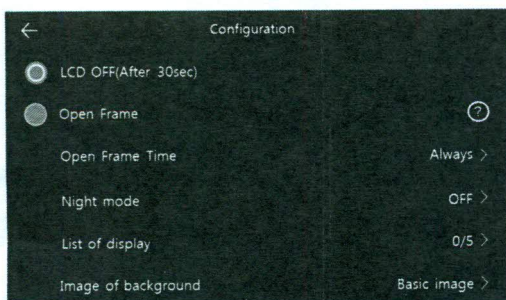 Configuration
LCD OFF(After 30sec)
Open Frame ?
Open Frame Time Always >
Night mode OFF >
List of display 0/5 >
Image of background Basic image >